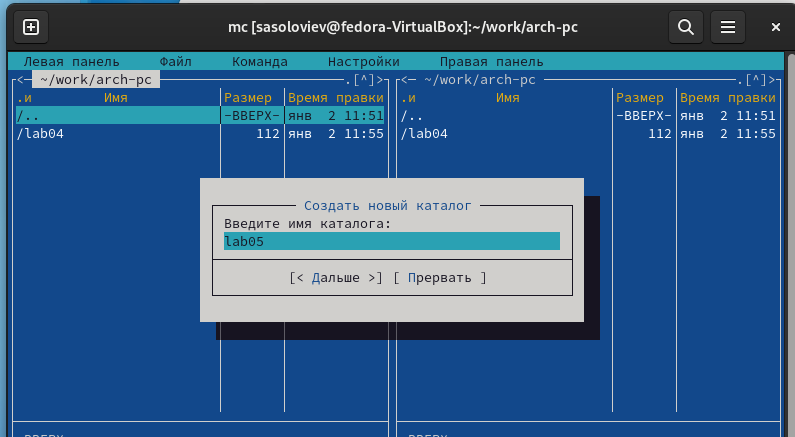 mc [sasoloviev@fedora-VirtualBox]:~/work/arch-pc
Левая панель Файл Команда Настройки Правая панель
<─ ~/work/arch-pc .[^]> <─ ~/work/arch-pc .[^]>
.и Имя Размер Время правки .и Имя Размер Время правки
/.. -ВВЕРХ- янв 2 11:51 /.. -ВВЕРХ- янв 2 11:51
/lab04 112 янв 2 11:55 /lab04 112 янв 2 11:55
Создать новый каталог
Введите имя каталога:
lab05
[< Дальше >] [ Прервать ]